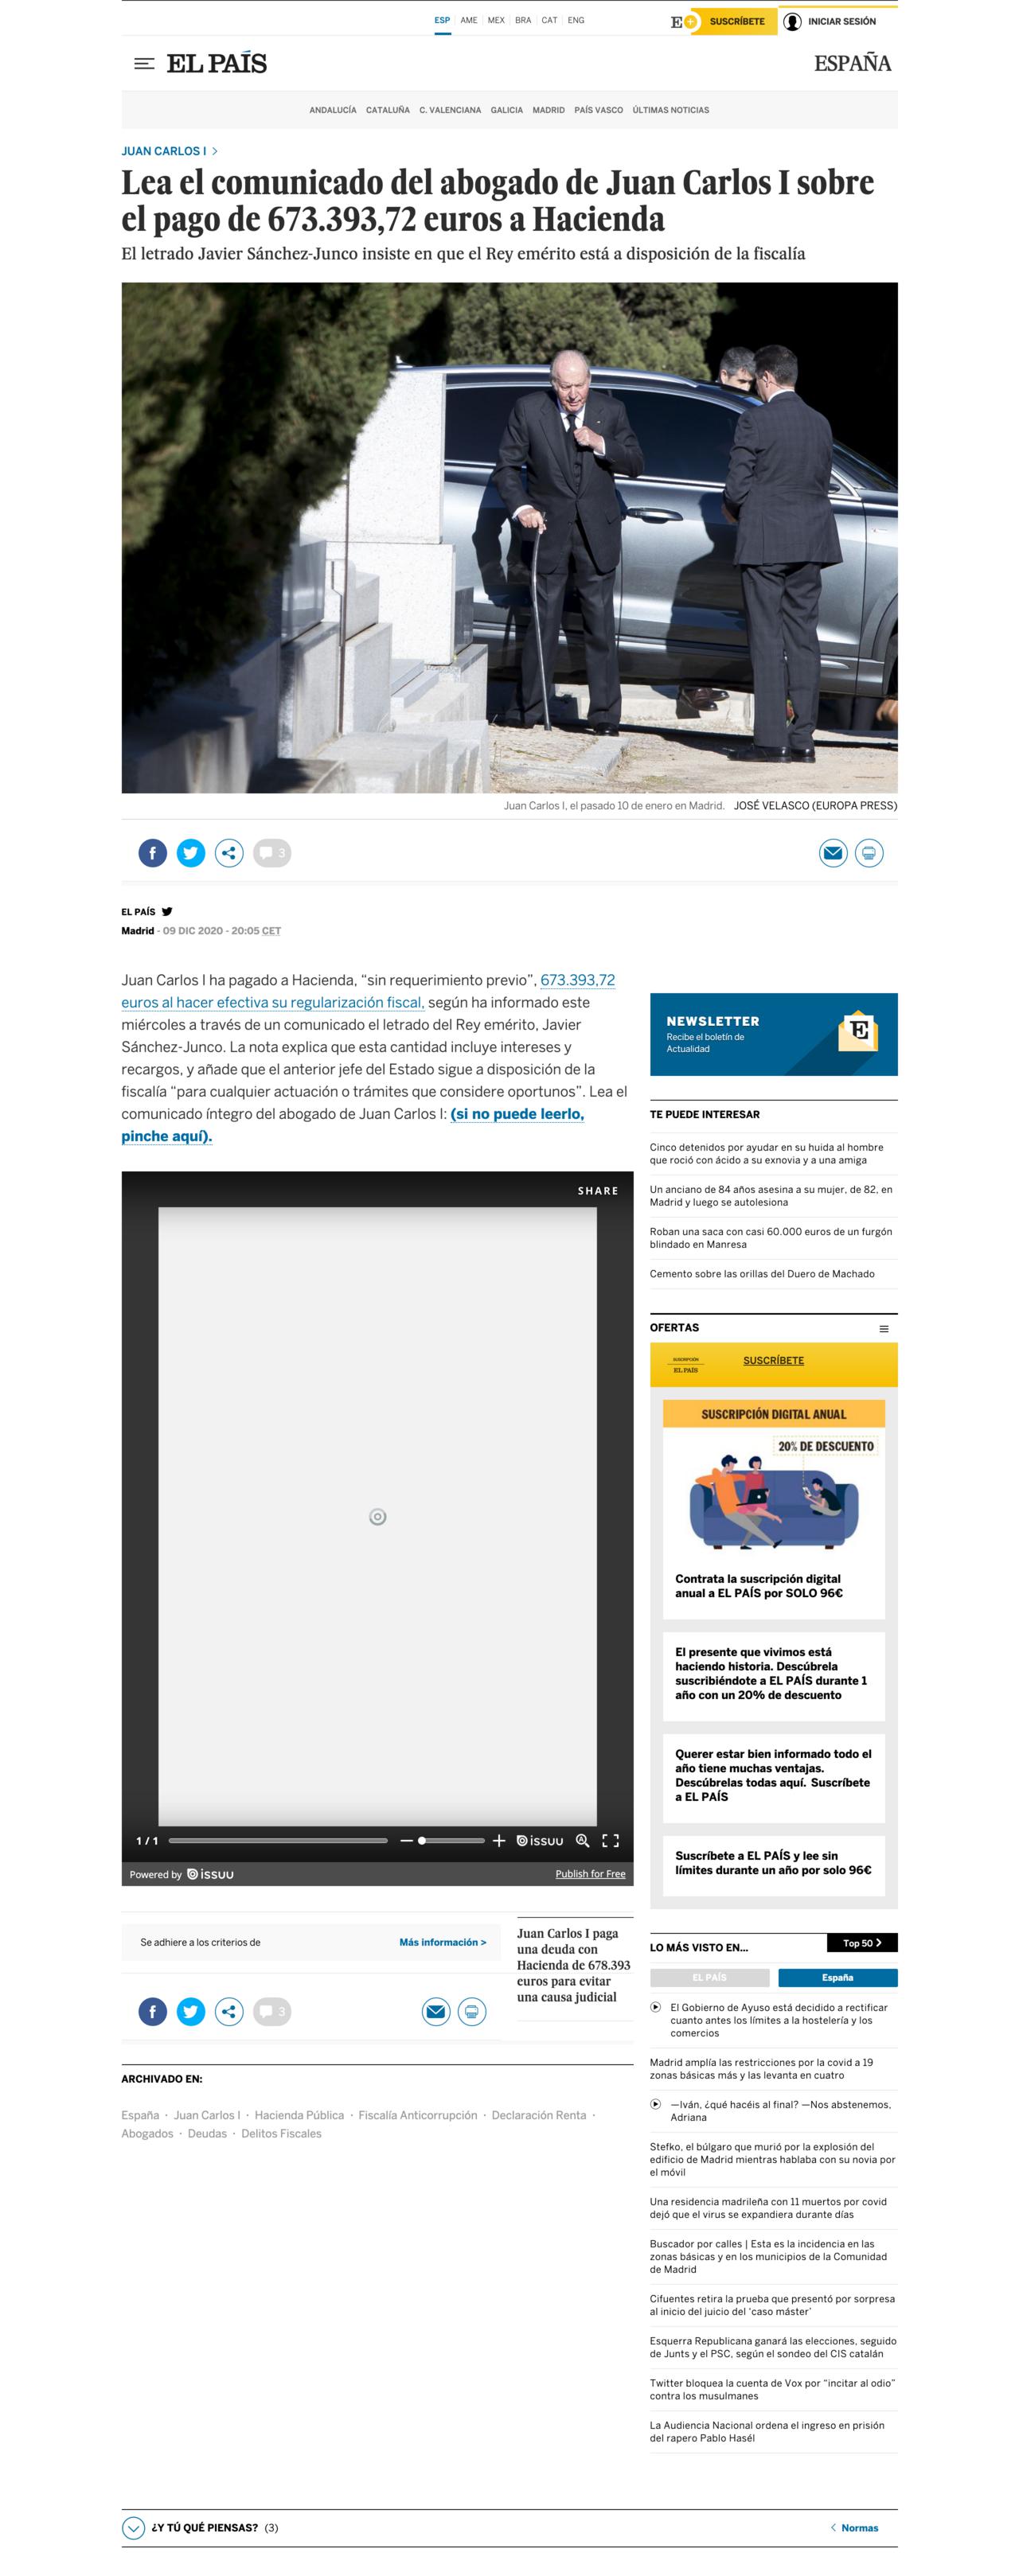 ESP AME MEX BRA CAT ENG
E+ SUSCRÍBETE INICIAR SESIÓN
EL PAÍS
ESPAÑA
ANDALUCÍA CATALUÑA C. VALENCIANA GALICIA MADRID PAÍS VASCO ÚLTIMAS NOTICIAS
JUAN CARLOS I >
Lea el comunicado del abogado de Juan Carlos I sobre
el pago de 673.393,72 euros a Hacienda
El letrado Javier Sánchez-Junco insiste en que el Rey emérito está a disposición de la fiscalía
Juan Carlos I, el pasado 10 de enero en Madrid. JOSÉ VELASCO (EUROPA PRESS)
3
EL PAÍS
Madrid - 09 DIC 2020 - 20:05 CET
Juan Carlos I ha pagado a Hacienda, “sin requerimiento previo”, 673.393,72
euros al hacer efectiva su regularización fiscal, según ha informado este
miércoles a través de un comunicado el letrado del Rey emérito, Javier
Sánchez-Junco. La nota explica que esta cantidad incluye intereses y
recargos, y añade que el anterior jefe del Estado sigue a disposición de la
fiscalía “para cualquier actuación o trámites que considere oportunos”. Lea el
comunicado íntegro del abogado de Juan Carlos I: (si no puede leerlo,
pinche aquí).
SHARE
1 / 1
issuu
Powered by issuu
Publish for Free
Se adhiere a los criterios de
Más información >
Juan Carlos I paga
una deuda con
Hacienda de 678.393
euros para evitar
una causa judicial
3
ARCHIVADO EN:
España · Juan Carlos I · Hacienda Pública · Fiscalía Anticorrupción · Declaración Renta ·
Abogados · Deudas · Delitos Fiscales
NEWSLETTER
Recibe el boletín de
Actualidad
E
TE PUEDE INTERESAR
Cinco detenidos por ayudar en su huida al hombre
que roció con ácido a su exnovia y a una amiga
Un anciano de 84 años asesina a su mujer, de 82, en
Madrid y luego se autolesiona
Roban una saca con casi 60.000 euros de un furgón
blindado en Manresa
Cemento sobre las orillas del Duero de Machado
OFERTAS
SUSCRIPCIÓN
EL PAÍS
SUSCRÍBETE
SUSCRIPCIÓN DIGITAL ANUAL
20% DE DESCUENTO
Contrata la suscripción digital
anual a EL PAÍS por SOLO 96€
El presente que vivimos está
haciendo historia. Descúbrela
suscribiéndote a EL PAÍS durante 1
año con un 20% de descuento
Querer estar bien informado todo el
año tiene muchas ventajas.
Descúbrelas todas aquí. Suscríbete
a EL PAÍS
Suscríbete a EL PAÍS y lee sin
límites durante un año por solo 96€
LO MÁS VISTO EN...
Top 50 >
EL PAÍS
España
El Gobierno de Ayuso está decidido a rectificar
cuanto antes los límites a la hostelería y los
comercios
Madrid amplía las restricciones por la covid a 19
zonas básicas más y las levanta en cuatro
—Iván, ¿qué hacéis al final? —Nos abstenemos,
Adriana
Stefko, el búlgaro que murió por la explosión del
edificio de Madrid mientras hablaba con su novia por
el móvil
Una residencia madrileña con 11 muertos por covid
dejó que el virus se expandiera durante días
Buscador por calles | Esta es la incidencia en las
zonas básicas y en los municipios de la Comunidad
de Madrid
Cifuentes retira la prueba que presentó por sorpresa
al inicio del juicio del ‘caso máster’
Esquerra Republicana ganará las elecciones, seguido
de Junts y el PSC, según el sondeo del CIS catalán
Twitter bloquea la cuenta de Vox por “incitar al odio”
contra los musulmanes
La Audiencia Nacional ordena el ingreso en prisión
del rapero Pablo Hasél
¿Y TÚ QUÉ PIENSAS? (3)
< Normas